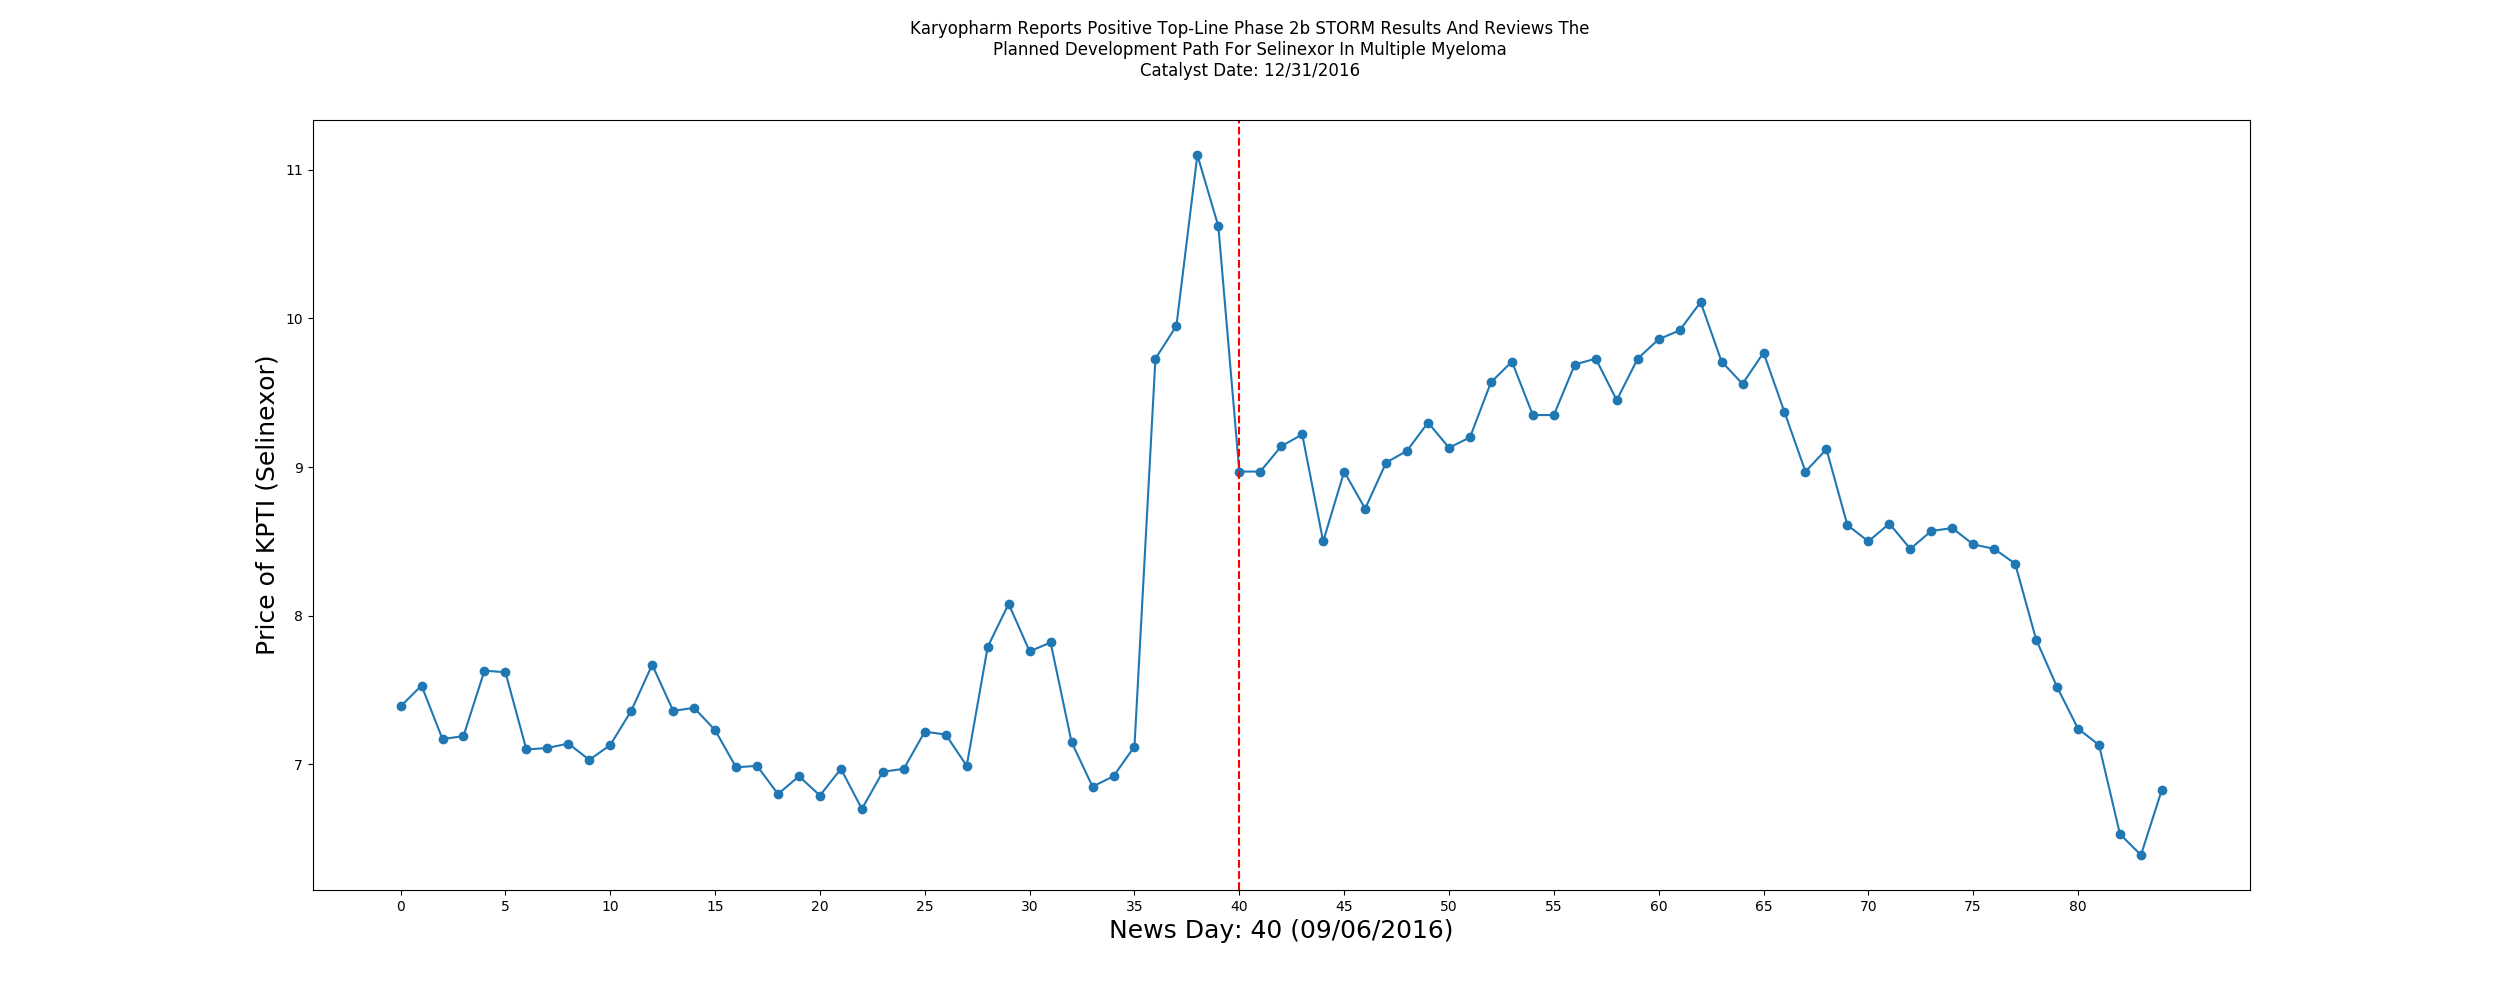 Karyopharm Reports Positive Top-Line Phase 2b STORM Results And Reviews The
Planned Development Path For Selinexor In Multiple Myeloma
Catalyst Date: 12/31/2016
Price of KPTI (Selinexor)
11
10
9
8
7
0 5 10 15 20 25 30 35 40 45 50 55 60 65 70 75 80
News Day: 40 (09/06/2016)